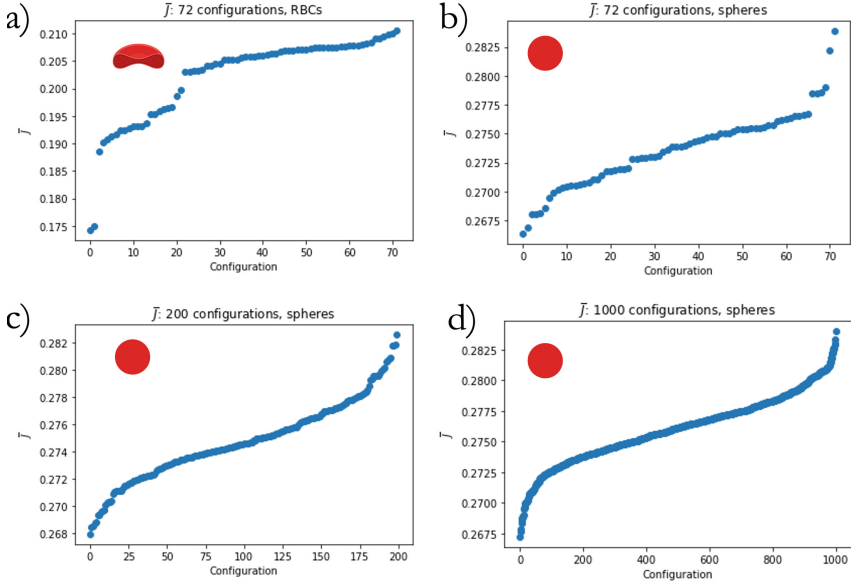 a)
J̅: 72 configurations, RBCs
0.210
0.205
0.200
0.195
0.190
0.185
0.180
0.175
J̅
0 10 20 30 40 50 60 70
Configuration
b)
J̅: 72 configurations, spheres
0.2825
0.2800
0.2775
0.2750
0.2725
0.2700
0.2675
J̅
0 10 20 30 40 50 60 70
Configuration
c)
J̅: 200 configurations, spheres
0.282
0.280
0.278
0.276
0.274
0.272
0.270
0.268
J̅
0 25 50 75 100 125 150 175 200
Configuration
d)
J̅: 1000 configurations, spheres
0.2825
0.2800
0.2775
0.2750
0.2725
0.2700
0.2675
J̅
0 200 400 600 800 1000
Configuration